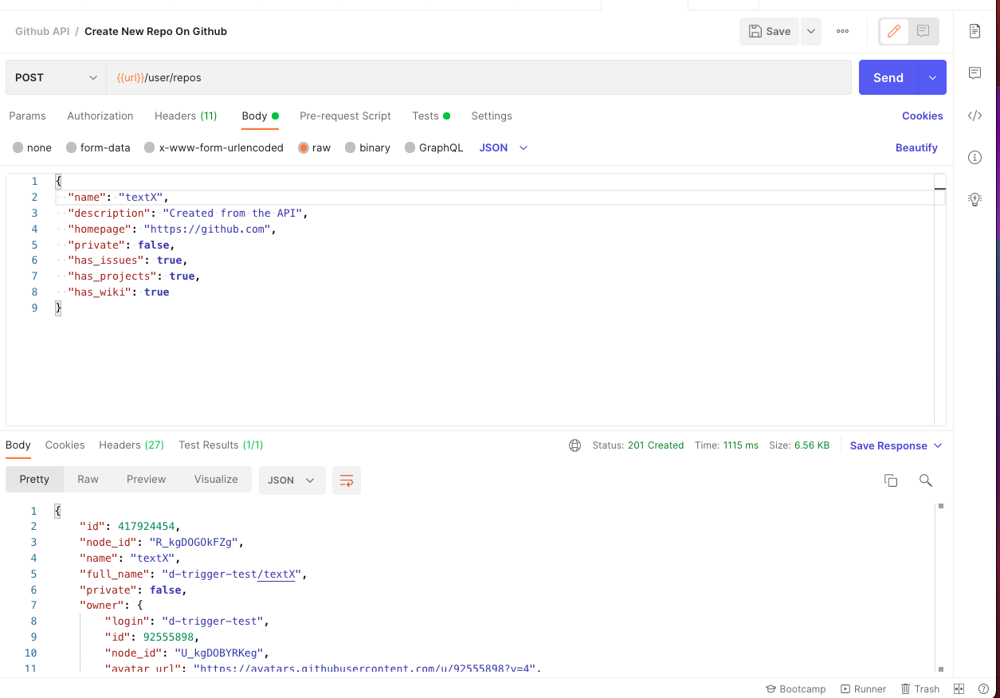 Github API / Create New Repo On Github
Save
POST {{url}}/user/repos Send
Params Authorization Headers (11) Body Pre-request Script Tests Settings Cookies
none form-data x-www-form-urlencoded raw binary GraphQL JSON Beautify
1 {
2 "name": "textX",
3 "description": "Created from the API",
4 "homepage": "https://github.com",
5 "private": false,
6 "has_issues": true,
7 "has_projects": true,
8 "has_wiki": true
9 }
Body Cookies Headers (27) Test Results (1/1) Status: 201 Created Time: 1115 ms Size: 6.56 KB Save Response
Pretty Raw Preview Visualize JSON
1 {
2 "id": 417924454,
3 "node_id": "R_kgDOGOkFZg",
4 "name": "textX",
5 "full_name": "d-trigger-test/textX",
6 "private": false,
7 "owner": {
8 "login": "d-trigger-test",
9 "id": 92555898,
10 "node_id": "U_kgDOBYRKeg",
11 "avatar_url": "https://avatars.githubusercontent.com/u/92555898?v=4",
Bootcamp Runner Trash